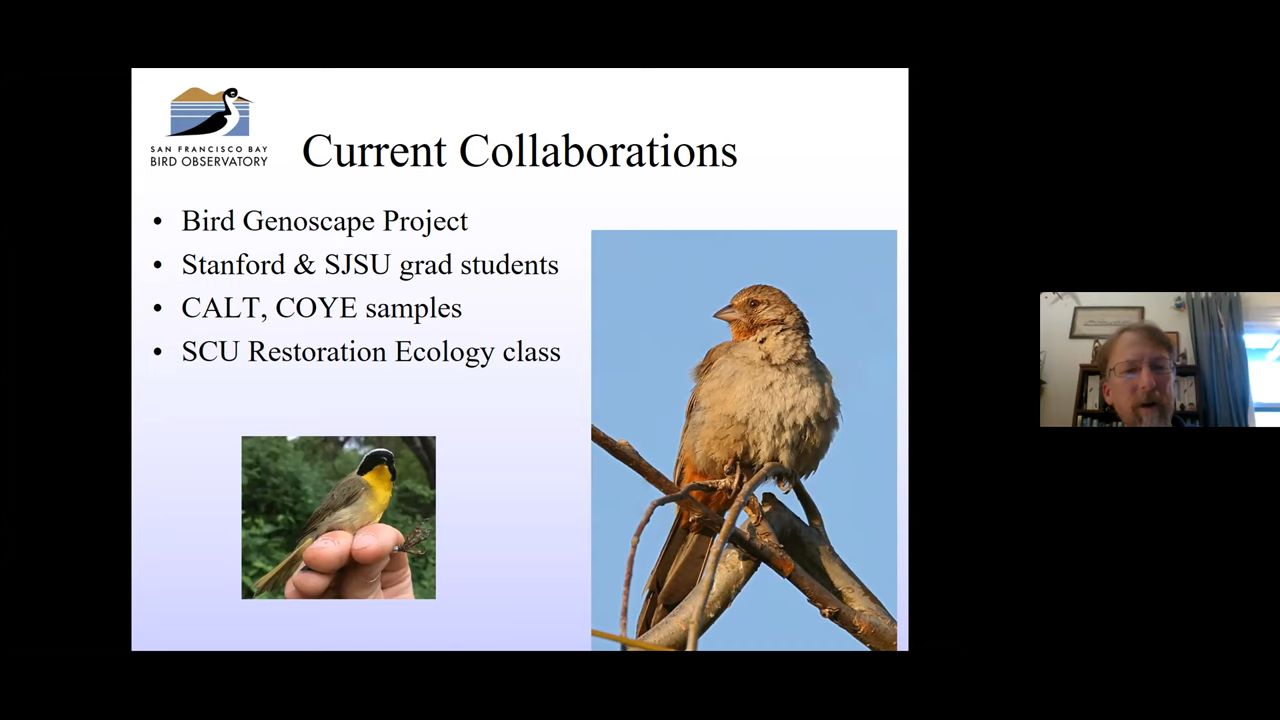 SAN FRANCISCO BAY
BIRD OBSERVATORY
Current Collaborations
• Bird Genoscape Project
• Stanford & SJSU grad students
• CALT, COYE samples
• SCU Restoration Ecology class